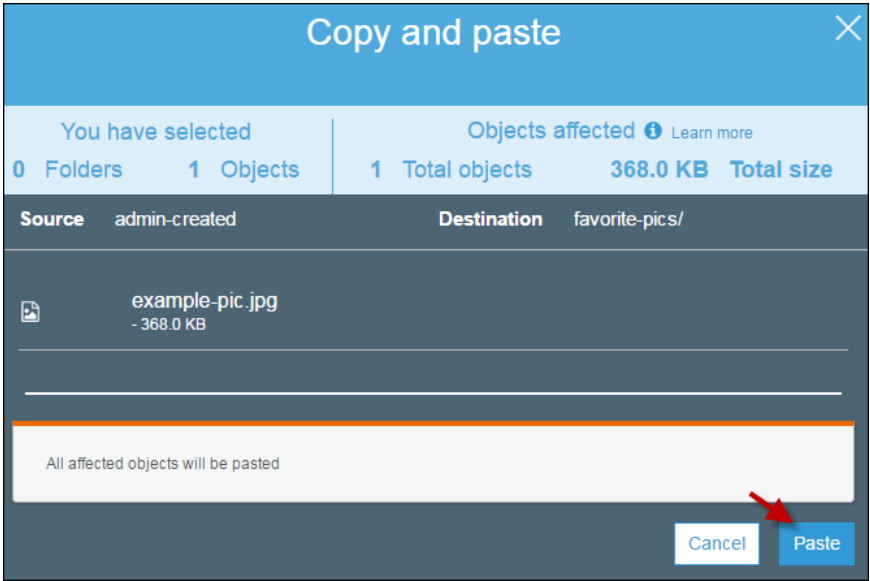 Copy and paste
You have selected
Objects affected Learn more
0 Folders 1 Objects
1 Total objects 368.0 KB Total size
Source admin-created Destination favorite-pics/
example-pic.jpg
- 368.0 KB
All affected objects will be pasted
Cancel Paste